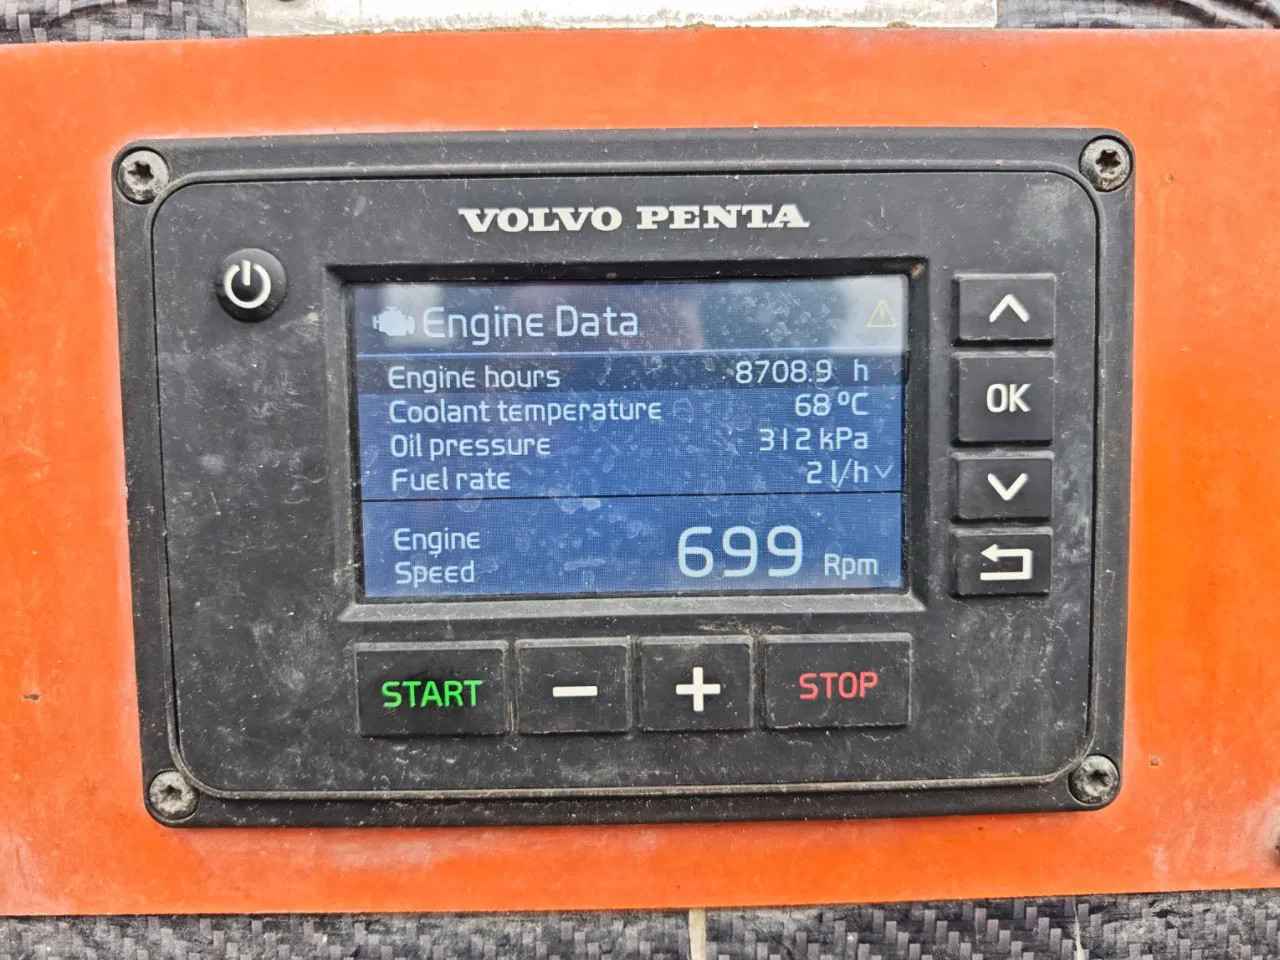 VOLVO PENTA
Engine Data
Engine hours 8708.9 h
Coolant temperature 68 ºC
Oil pressure 312 kPa
Fuel rate 2 l/h
Engine
Speed 699 Rpm
OK
START − + STOP